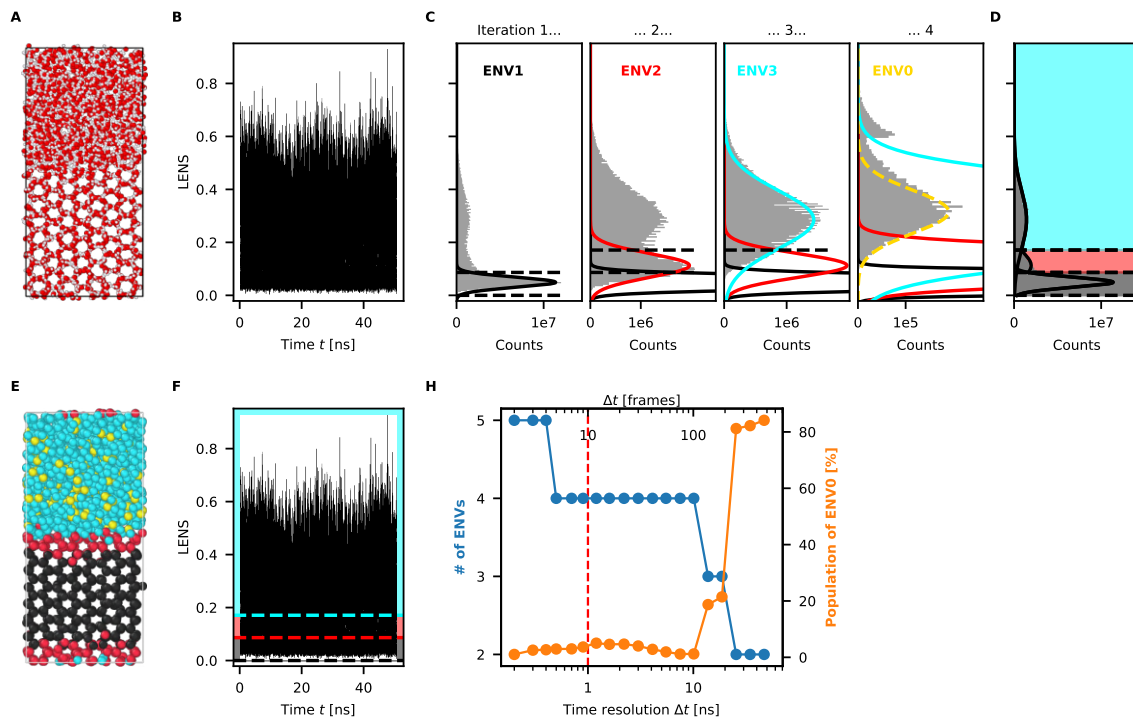 A
B
C
D
Iteration 1...
... 2...
... 3...
... 4
ENV1
ENV2
ENV3
ENV0
LENS
0.8
0.6
0.4
0.2
0.0
0
20
40
Time t [ns]
0
1e7
Counts
0
1e6
Counts
0
1e6
Counts
0
1e5
Counts
0
1e7
Counts
E
F
H
LENS
0.8
0.6
0.4
0.2
0.0
0
20
40
Time t [ns]
Δt [frames]
10
100
# of ENVs
5
4
3
2
Population of ENV0 [%]
80
60
40
20
0
1
10
Time resolution Δt [ns]